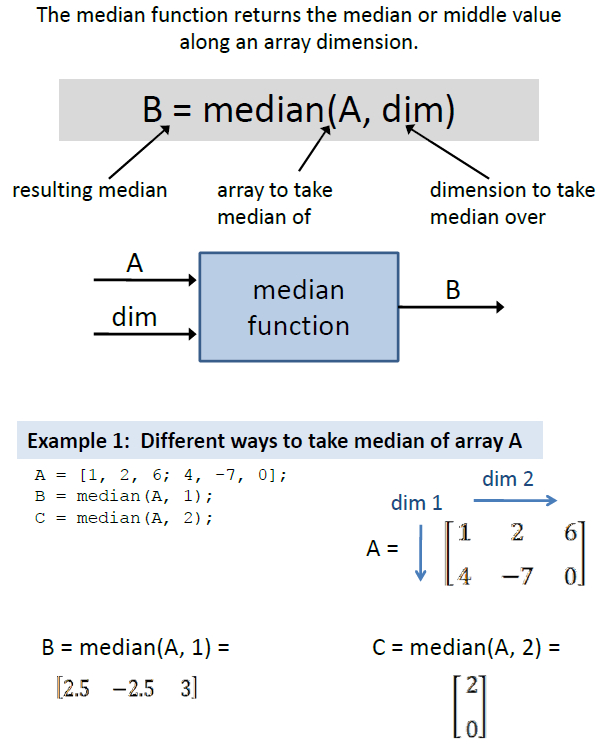 The median function returns the median or middle value
along an array dimension.
B = median(A, dim)
resulting median
array to take
median of
dimension to take
median over
A
dim
median
function
B
Example 1:  Different ways to take median of array A
A = [1, 2, 6; 4, -7, 0];
B = median(A, 1);
C = median(A, 2);
dim 2
dim 1
A =
1 2 6
4 −7 0
B = median(A, 1) =
[2.5 −2.5 3]
C = median(A, 2) =
2
0